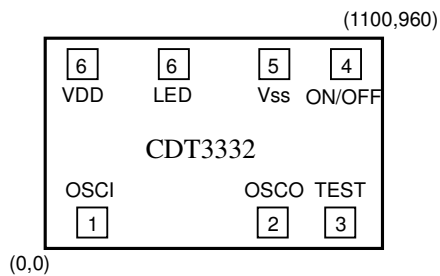 (1100,960)
6 6 5 4
VDD LED Vss ON/OFF
CDT3332
OSCI OSCO TEST
1 2 3
(0,0)